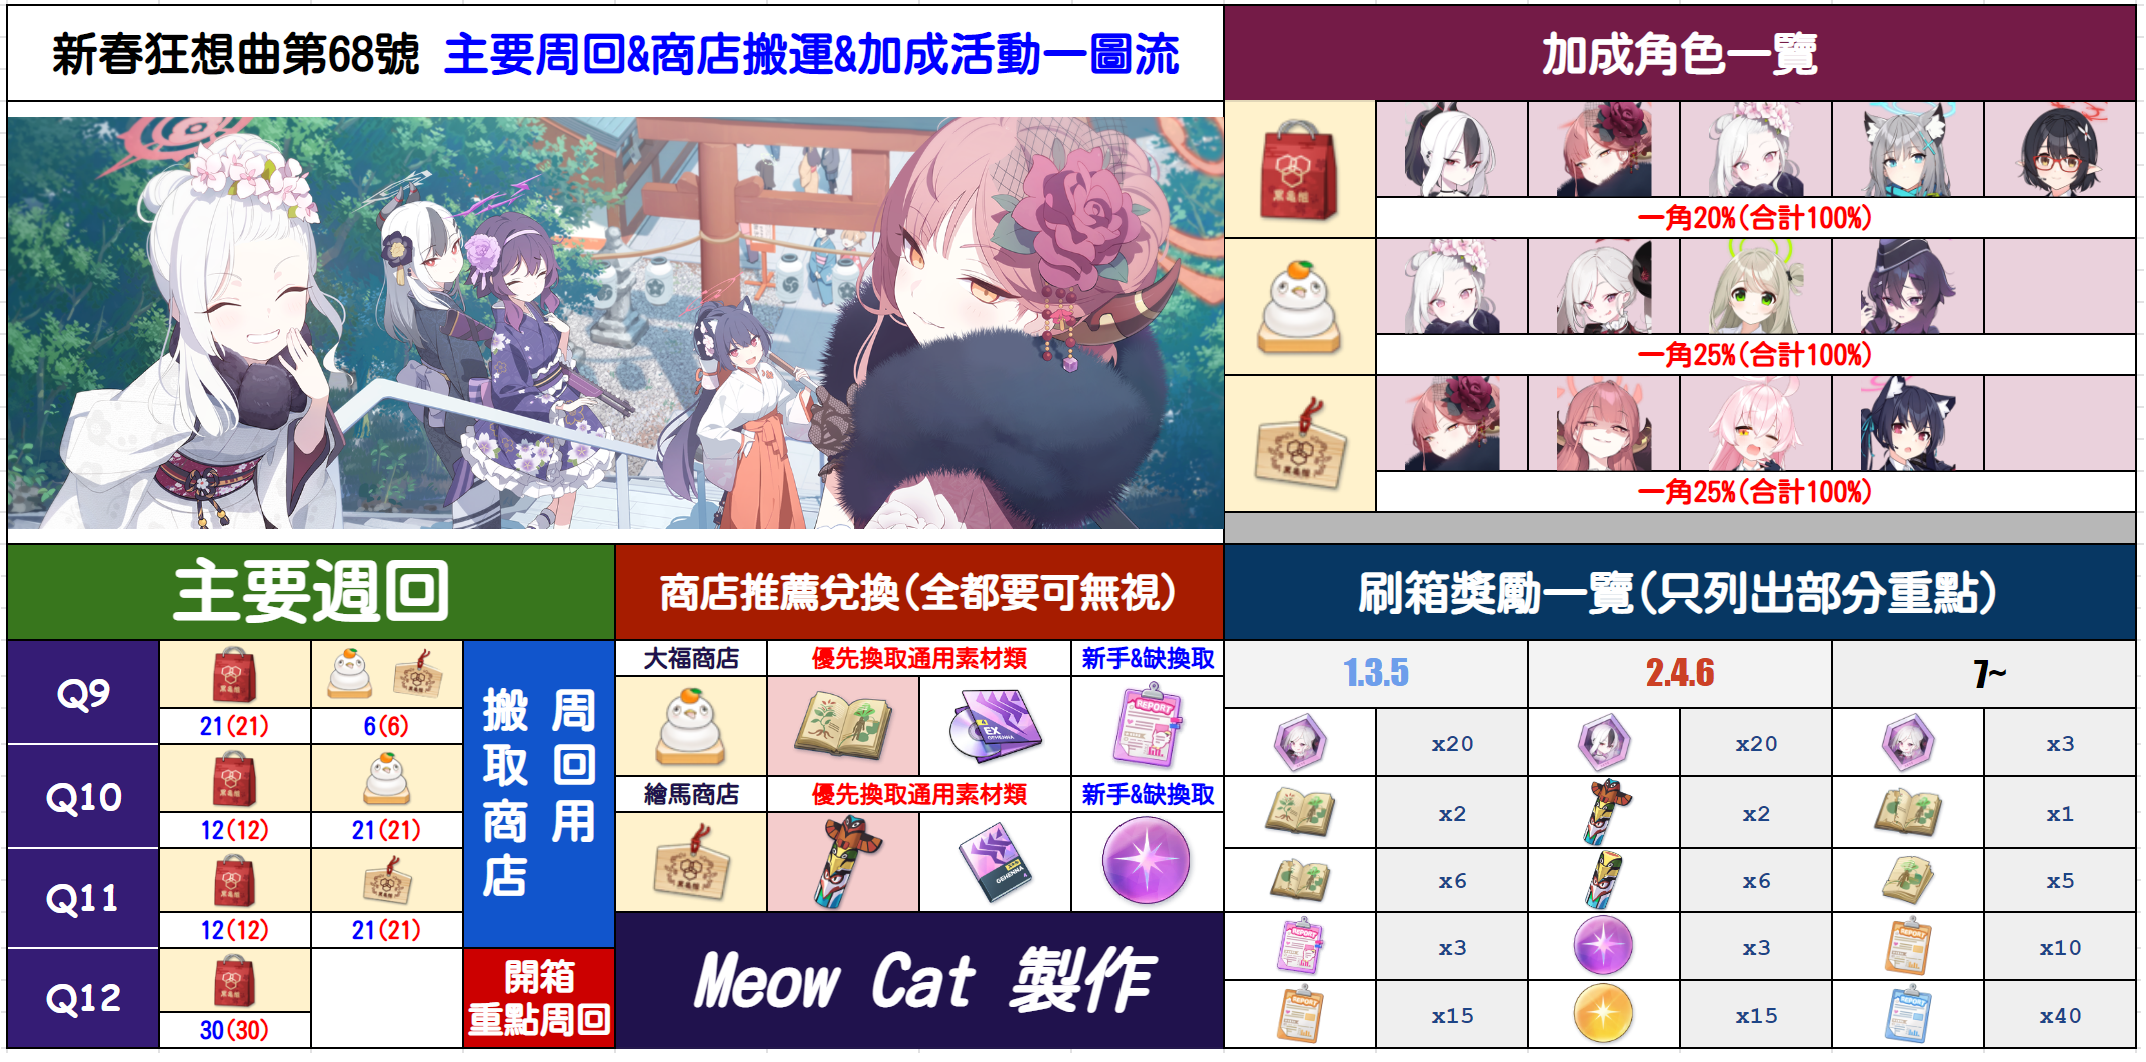 新春狂想曲第68號 主要周回&商店搬運&加成活動一圖流
加成角色一覽
一角20%(合計100%)
一角25%(合計100%)
一角25%(合計100%)
主要週回
Q9
21(21)
6(6)
Q10
12(12)
21(21)
Q11
12(12)
21(21)
Q12
30(30)
周回用
搬取商店
開箱
重點周回
商店推薦兌換(全都要可無視)
大福商店
優先換取通用素材類
新手&缺換取
EX
GEHENNA
REPORT
繪馬商店
優先換取通用素材類
新手&缺換取
GEHENNA
Meow Cat 製作
刷箱獎勵一覽(只列出部分重點)
1.3.5
2.4.6
7~
x20
x20
x3
x2
x2
x1
x6
x6
x5
REPORT
x3
x3
REPORT
x10
REPORT
x15
x15
REPORT
x40